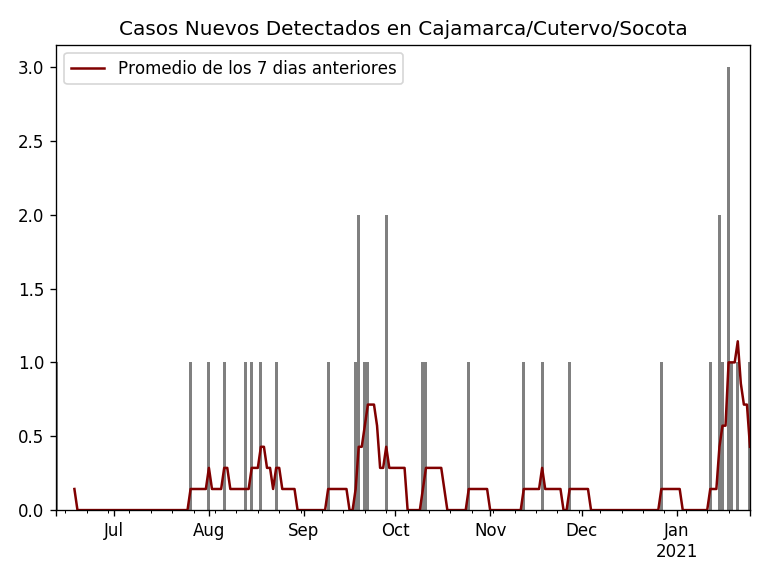 Casos Nuevos Detectados en Cajamarca/Cutervo/Socota
Promedio de los 7 dias anteriores
3.0
2.5
2.0
1.5
1.0
0.5
0.0
Jul Aug Sep Oct Nov Dec Jan
2021